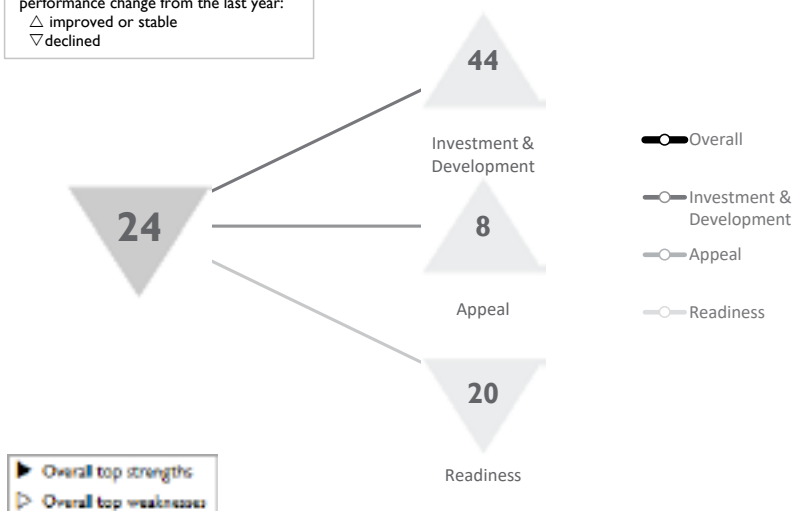 performance change from the last year:
△ improved or stable
▽ declined
44
Investment &
Development
24
8
Appeal
20
Readiness
Overall
Investment &
Development
Appeal
Readiness
▶ Overall top strengths
▷ Overall top weaknesses